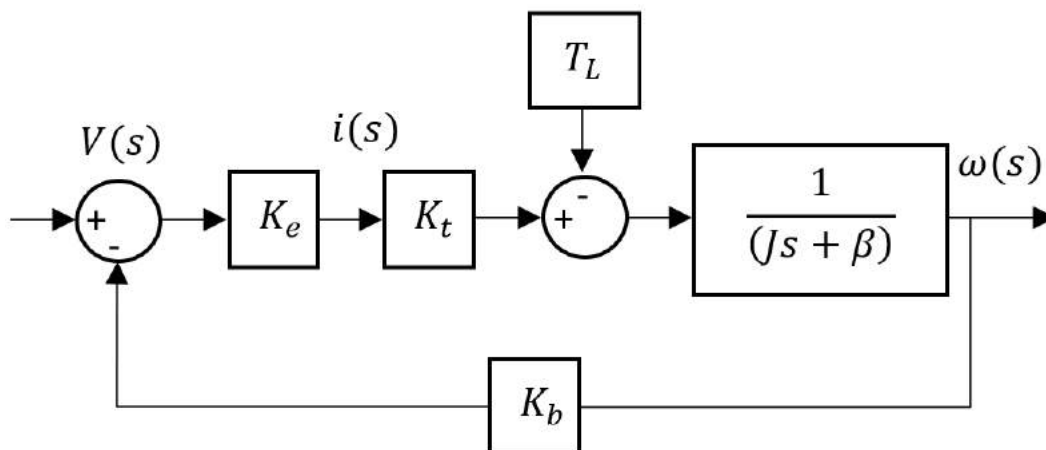 T_L
V(s)
i(s)
ω(s)
+
-
K_e
K_t
+
-
1
(Js + β)
K_b